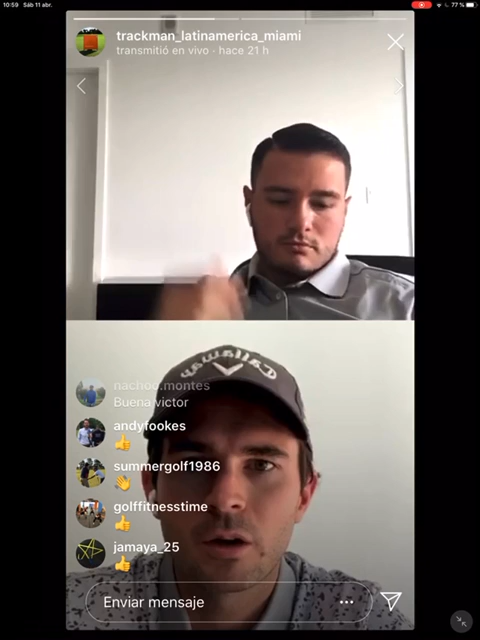 10:59 Sáb 11 abr.
77 %
trackman_latinamerica_miami
transmitió en vivo · hace 21 h
Callaway
nachoo.montes
Buena victor
andyfookes
summergolf1986
golffitnesstime
jamaya_25
Enviar mensaje